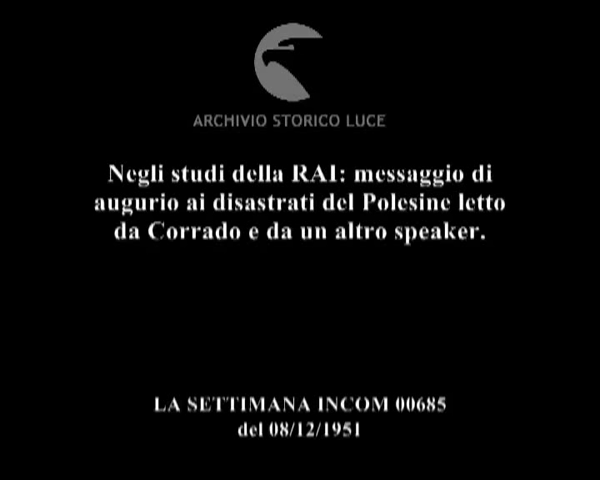 ARCHIVIO STORICO LUCE
Negli studi della RAI: messaggio di
augurio ai disastrati del Polesine letto
da Corrado e da un altro speaker.
LA SETTIMANA INCOM 00685
del 08/12/1951